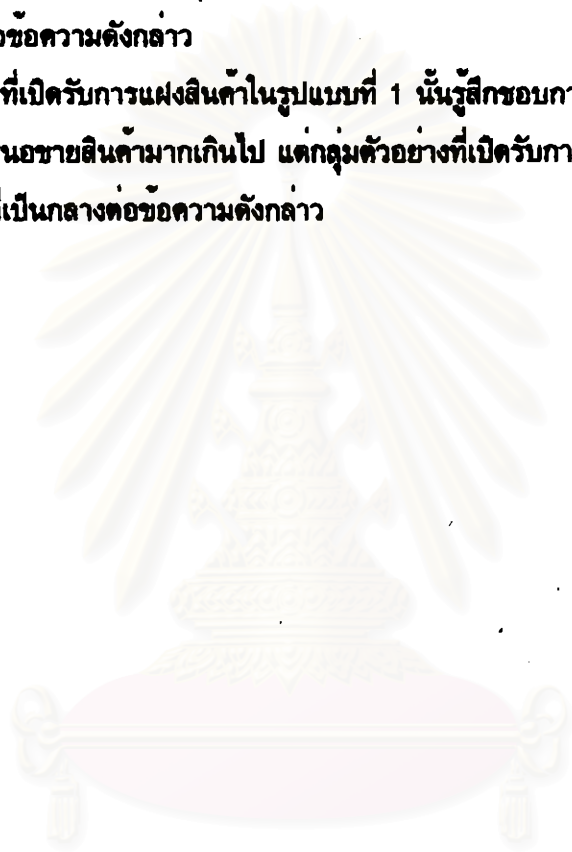 อข้อความดังกล่าว
ที่เปิดรับการแฝงสินค้าในรูปแบบที่ 1 นั้นรู้สึกชอบกา
นอขายสินค้ามากเกินไป แต่กลุ่มตัวอย่างที่เปิดรับกา
เป็นกลางต่อข้อความดังกล่าว